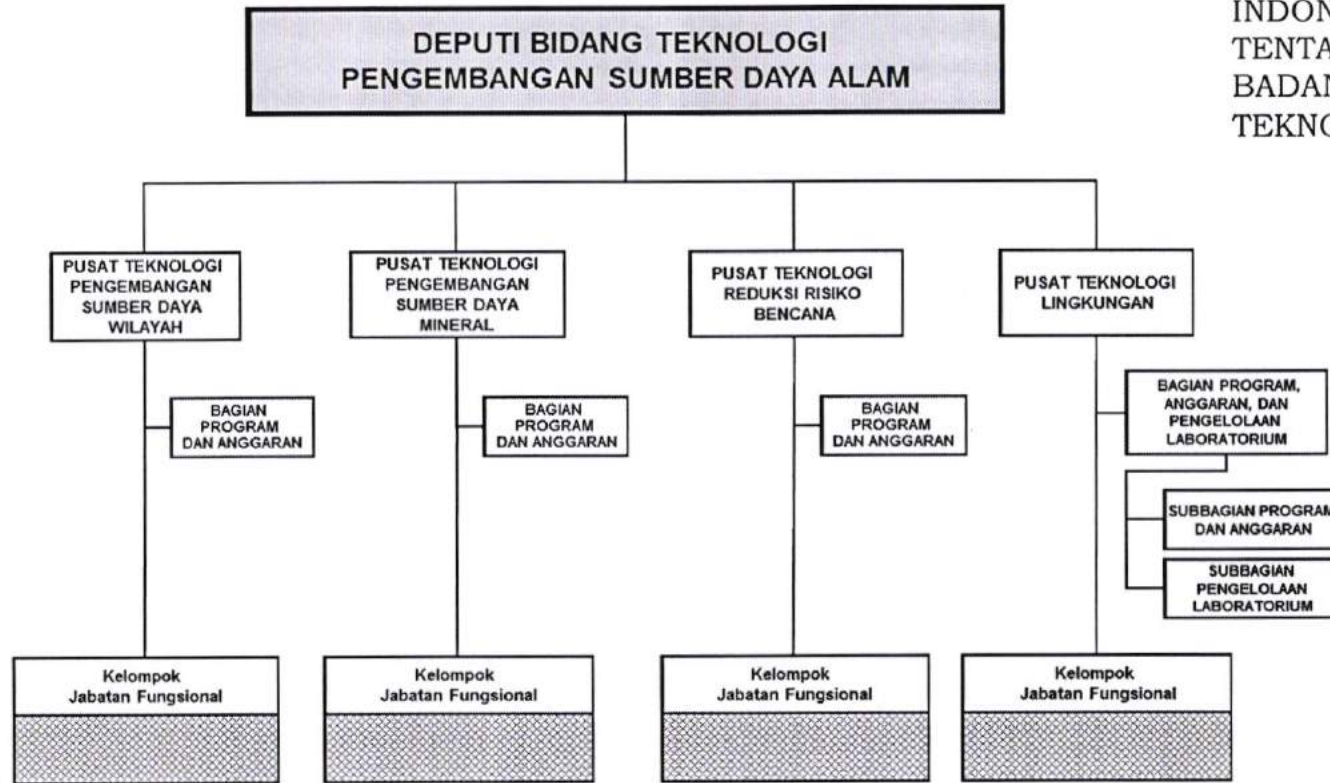 INDON
TENTA
BADAN
TEKNO
DEPUTI BIDANG TEKNOLOGI
PENGEMBANGAN SUMBER DAYA ALAM
PUSAT TEKNOLOGI
PENGEMBANGAN
SUMBER DAYA
WILAYAH
PUSAT TEKNOLOGI
PENGEMBANGAN
SUMBER DAYA
MINERAL
PUSAT TEKNOLOGI
REDUKSI RISIKO
BENCANA
PUSAT TEKNOLOGI
LINGKUNGAN
BAGIAN
PROGRAM
DAN ANGGARAN
BAGIAN
PROGRAM
DAN ANGGARAN
BAGIAN
PROGRAM
DAN ANGGARAN
BAGIAN PROGRAM,
ANGGARAN, DAN
PENGELOLAAN
LABORATORIUM
SUBBAGIAN PROGRAM
DAN ANGGARAN
SUBBAGIAN
PENGELOLAAN
LABORATORIUM
Kelompok
Jabatan Fungsional
Kelompok
Jabatan Fungsional
Kelompok
Jabatan Fungsional
Kelompok
Jabatan Fungsional